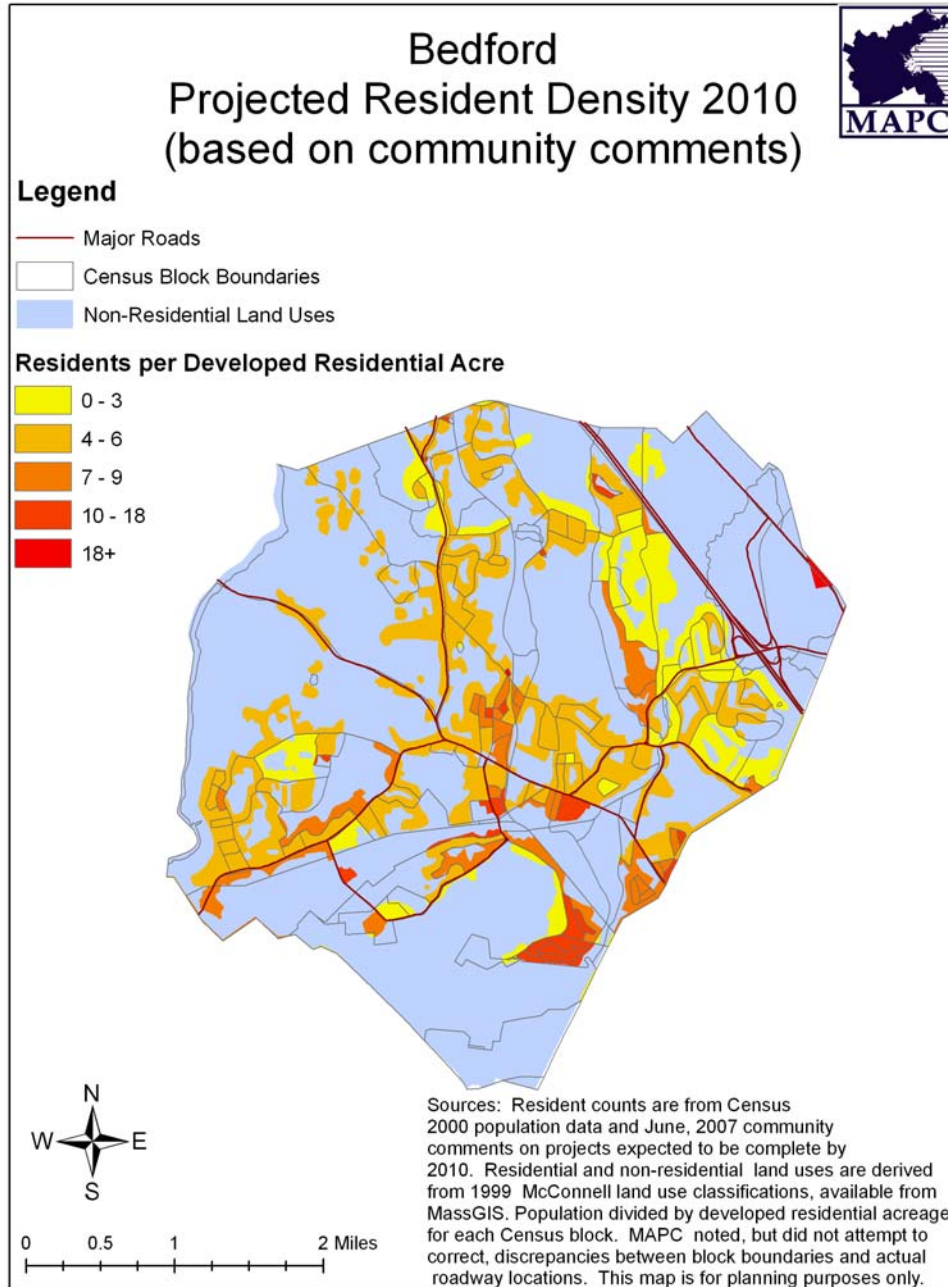 Bedford
Projected Resident Density 2010
(based on community comments)
MAPC
Legend
Major Roads
Census Block Boundaries
Non-Residential Land Uses
Residents per Developed Residential Acre
0 - 3
4 - 6
7 - 9
10 - 18
18+
N
W E
S
0 0.5 1 2 Miles
Sources: Resident counts are from Census
2000 population data and June, 2007 community
comments on projects expected to be complete by
2010. Residential and non-residential land uses are derived
from 1999 McConnell land use classifications, available from
MassGIS. Population divided by developed residential acreage
for each Census block. MAPC noted, but did not attempt to
correct, discrepancies between block boundaries and actual
roadway locations. This map is for planning purposes only.